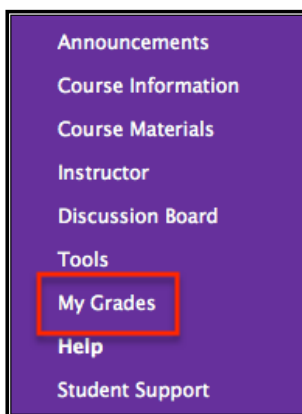 Announcements
Course Information
Course Materials
Instructor
Discussion Board
Tools
My Grades
Help
Student Support